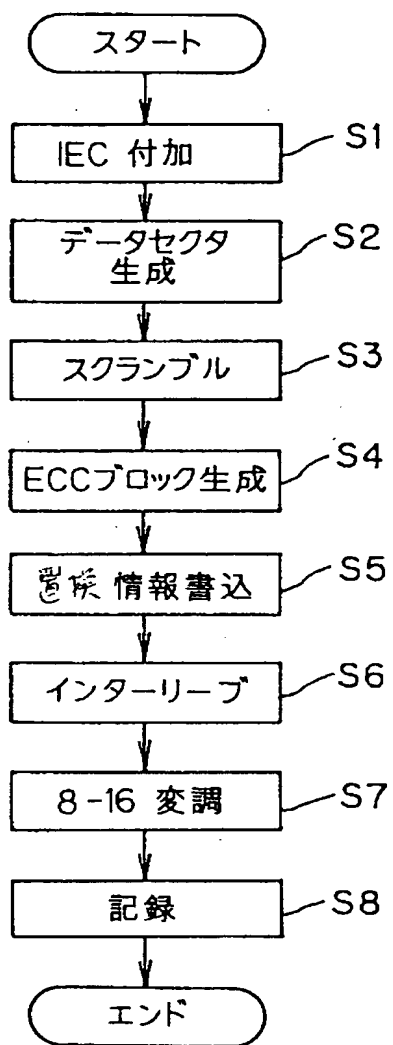 スタート
IEC 付加
S1
データセクタ
生成
S2
スクランブル
S3
ECCブロック生成
S4
置換 情報書込
S5
インターリーブ
S6
8-16 変調
S7
記録
S8
エンド